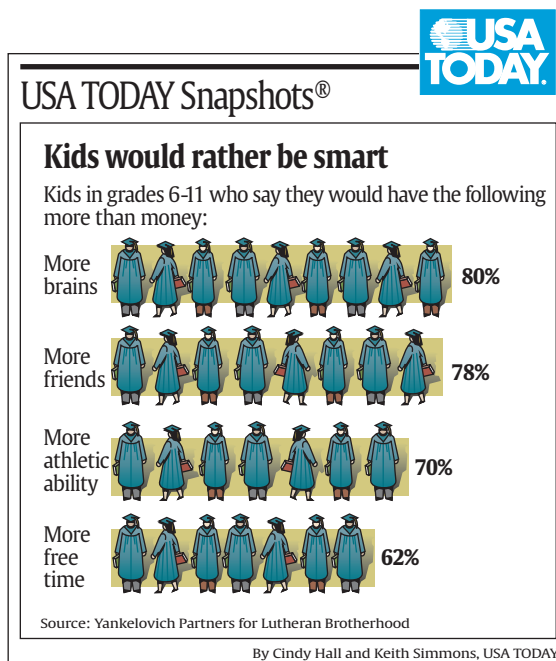 USA
TODAY.
USA TODAY Snapshots®
Kids would rather be smart
Kids in grades 6-11 who say they would have the following
more than money:
More
brains
80%
More
friends
78%
More
athletic
ability
70%
More
free
time
62%
Source: Yankelovich Partners for Lutheran Brotherhood
By Cindy Hall and Keith Simmons, USA TODAY